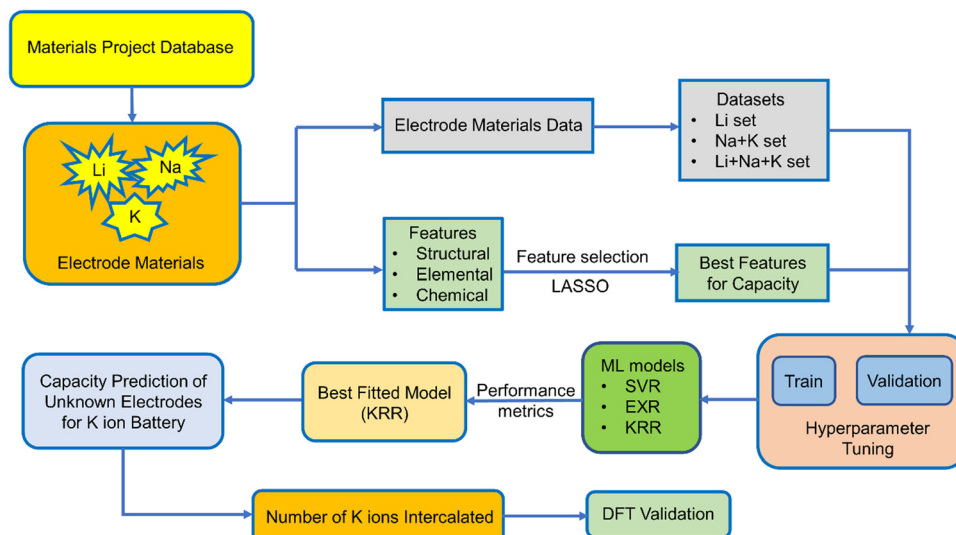 Materials Project Database
Li
Na
K
Electrode Materials
Electrode Materials Data
Datasets
• Li set
• Na+K set
• Li+Na+K set
Features
• Structural
• Elemental
• Chemical
Feature selection
LASSO
Best Features
for Capacity
Train
Validation
Hyperparameter
Tuning
ML models
• SVR
• EXR
• KRR
Performance
metrics
Best Fitted Model
(KRR)
Capacity Prediction of
Unknown Electrodes
for K ion Battery
Number of K ions Intercalated
DFT Validation